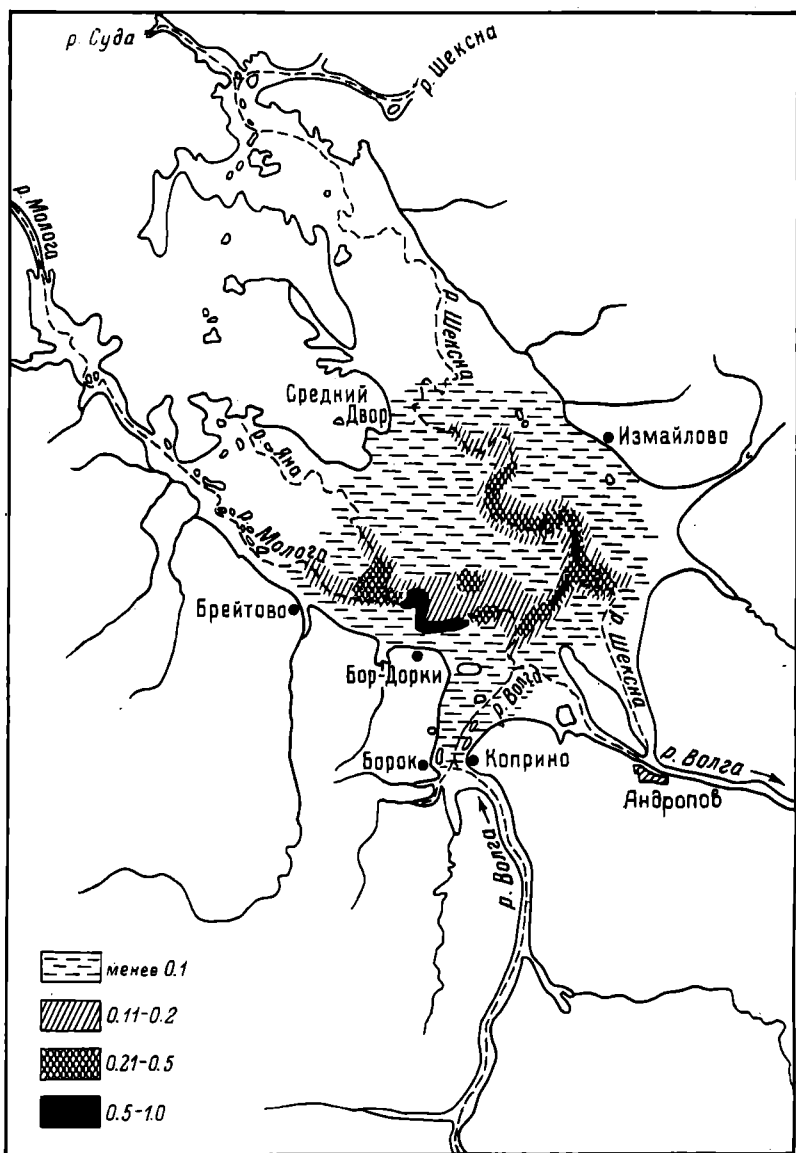 р. Суда
р. Шексна
р. Молога
р. Шексна
Средний
Двор
Измайлово
р. Яна
р. Молога
Брейтово
р. Шексна
Бор-Дорки
р. Волга
Борок
Коприно
р. Волга
Андропов
р. Волга
менее 0.1
0.11-0.2
0.21-0.5
0.5-1.0